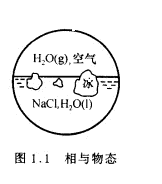 H₂O(g),空气
冰
NaCl,H₂O(l)
图 1.1 相与物态